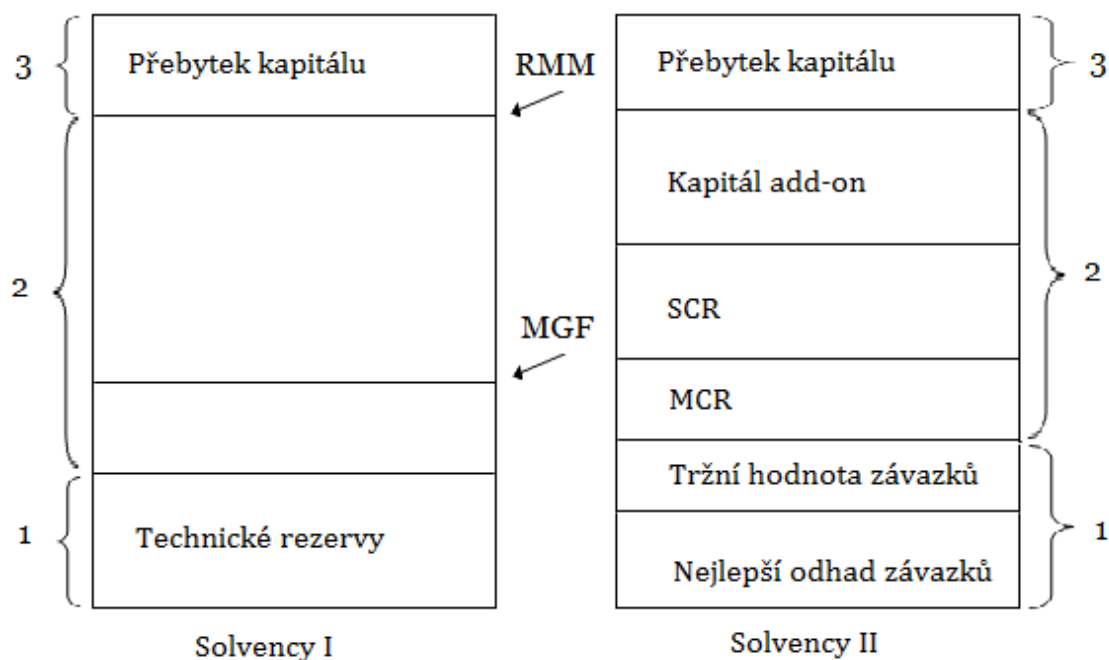 3
Přebytek kapitálu
RMM
2
MGF
1
Technické rezervy
Solvency I
Přebytek kapitálu
3
Kapitál add-on
SCR
2
MCR
Tržní hodnota závazků
1
Nejlepší odhad závazků
Solvency II